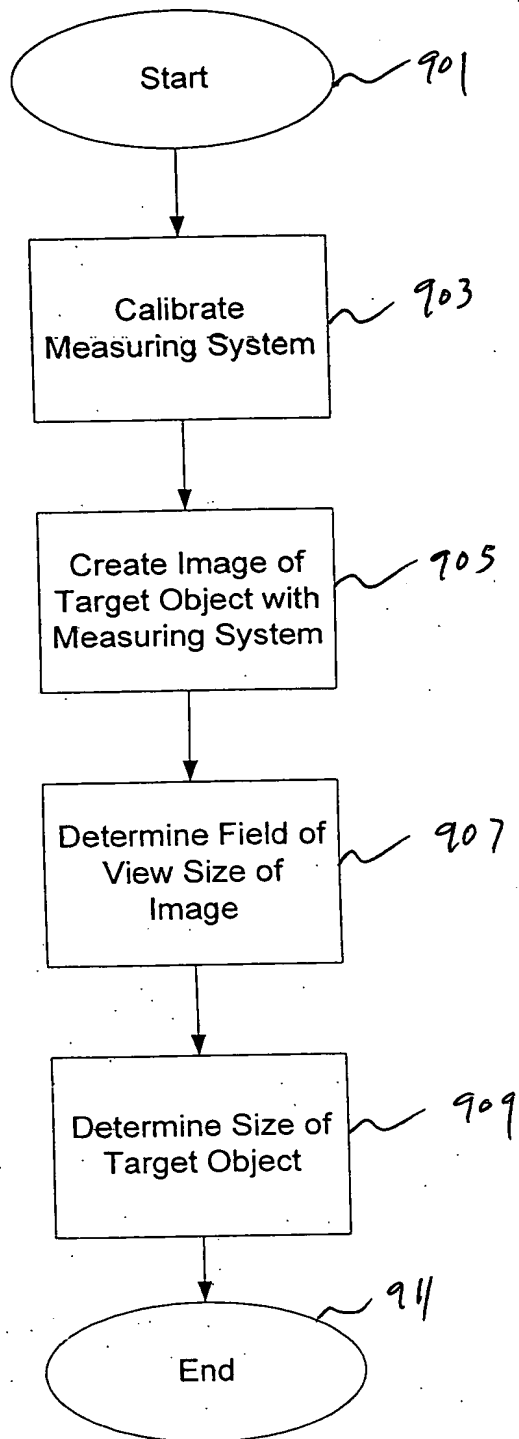 Start
901
Calibrate
Measuring System
903
Create Image of
Target Object with
Measuring System
905
Determine Field of
View Size of
Image
907
Determine Size of
Target Object
909
End
911